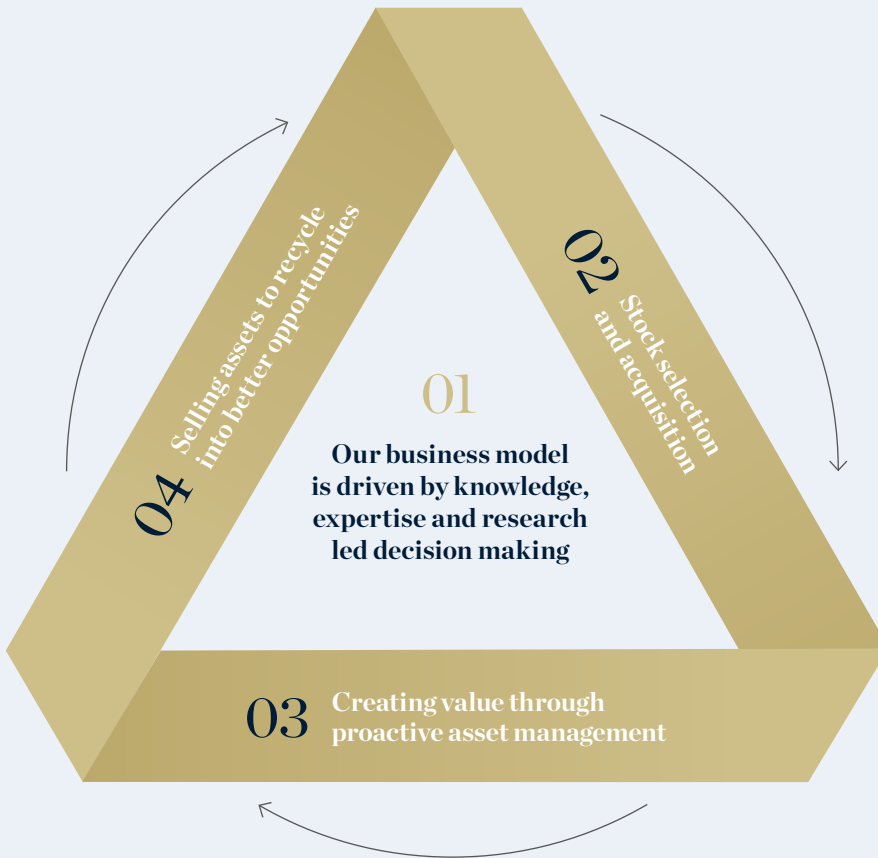 01
Our business model
is driven by knowledge,
expertise and research
led decision making
02
Stock selection
and acquisition
03
Creating value through
proactive asset management
04
Selling assets to recycle
into better opportunities